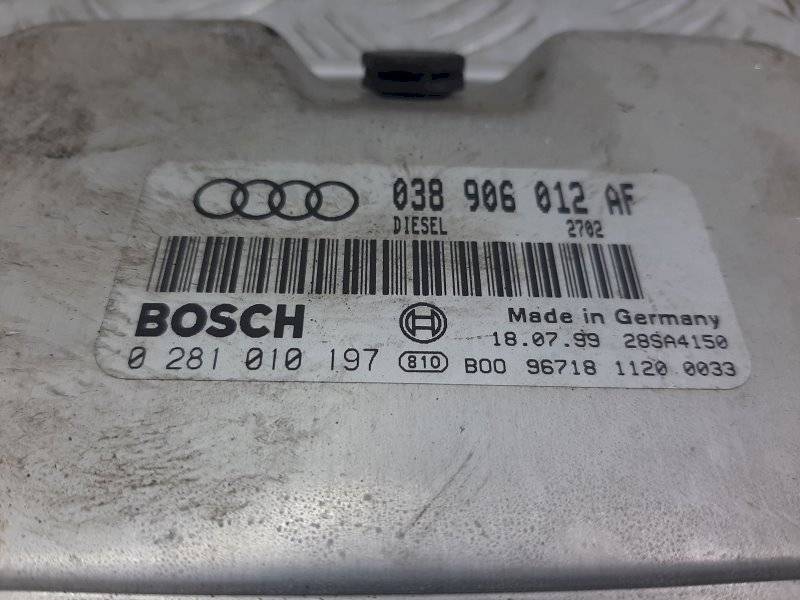 038 906 012 AF
DIESEL 2702
BOSCH Made in Germany
18.07.99 28SA4150
0 281 010 197 810 B00 96718 1120 0033